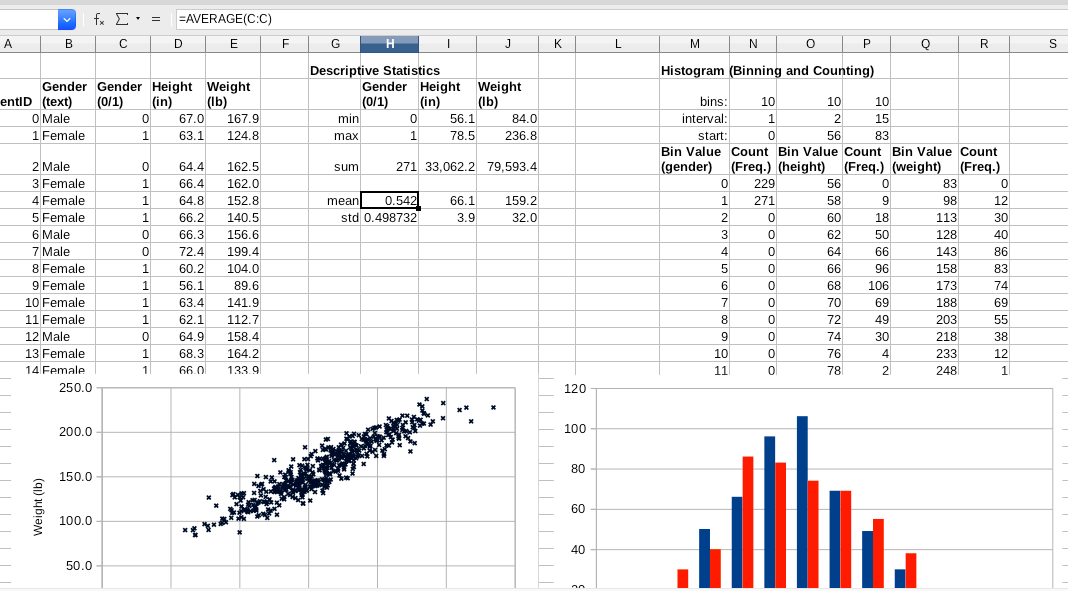 =AVERAGE(C:C)
A B C D E F G H I J K L M N O P Q R S
Descriptive Statistics Histogram (Binning and Counting)
Gender Gender Height Weight Gender Height Weight
entID (text) (0/1) (in) (lb) (0/1) (in) (lb) bins: 10 10 10
0 Male 0 67.0 167.9 min 0 56.1 84.0 interval: 1 2 15
1 Female 1 63.1 124.8 max 1 78.5 236.8 start: 0 56 83
Bin Value Count Bin Value Count Bin Value Count
2 Male 0 64.4 162.5 sum 271 33,062.2 79,593.4 (gender) (Freq.) (height) (Freq.) (weight) (Freq.)
3 Female 1 66.4 162.0 0 229 56 0 83 0
4 Female 1 64.8 152.8 mean 0.542 66.1 159.2 1 271 58 9 98 12
5 Female 1 66.2 140.5 std 0.498732 3.9 32.0 2 0 60 18 113 30
6 Male 0 66.3 156.6 3 0 62 50 128 40
7 Male 0 72.4 199.4 4 0 64 66 143 86
8 Female 1 60.2 104.0 5 0 66 96 158 83
9 Female 1 56.1 89.6 6 0 68 106 173 74
10 Female 1 63.4 141.9 7 0 70 69 188 69
11 Female 1 62.1 112.7 8 0 72 49 203 55
12 Male 0 64.9 158.4 9 0 74 30 218 38
13 Female 1 68.3 164.2 10 0 76 4 233 12
14 Female 1 66.0 133.9 11 0 78 2 248 1
250.0
200.0
150.0
100.0
50.0
Weight (lb)
120
100
80
60
40
20